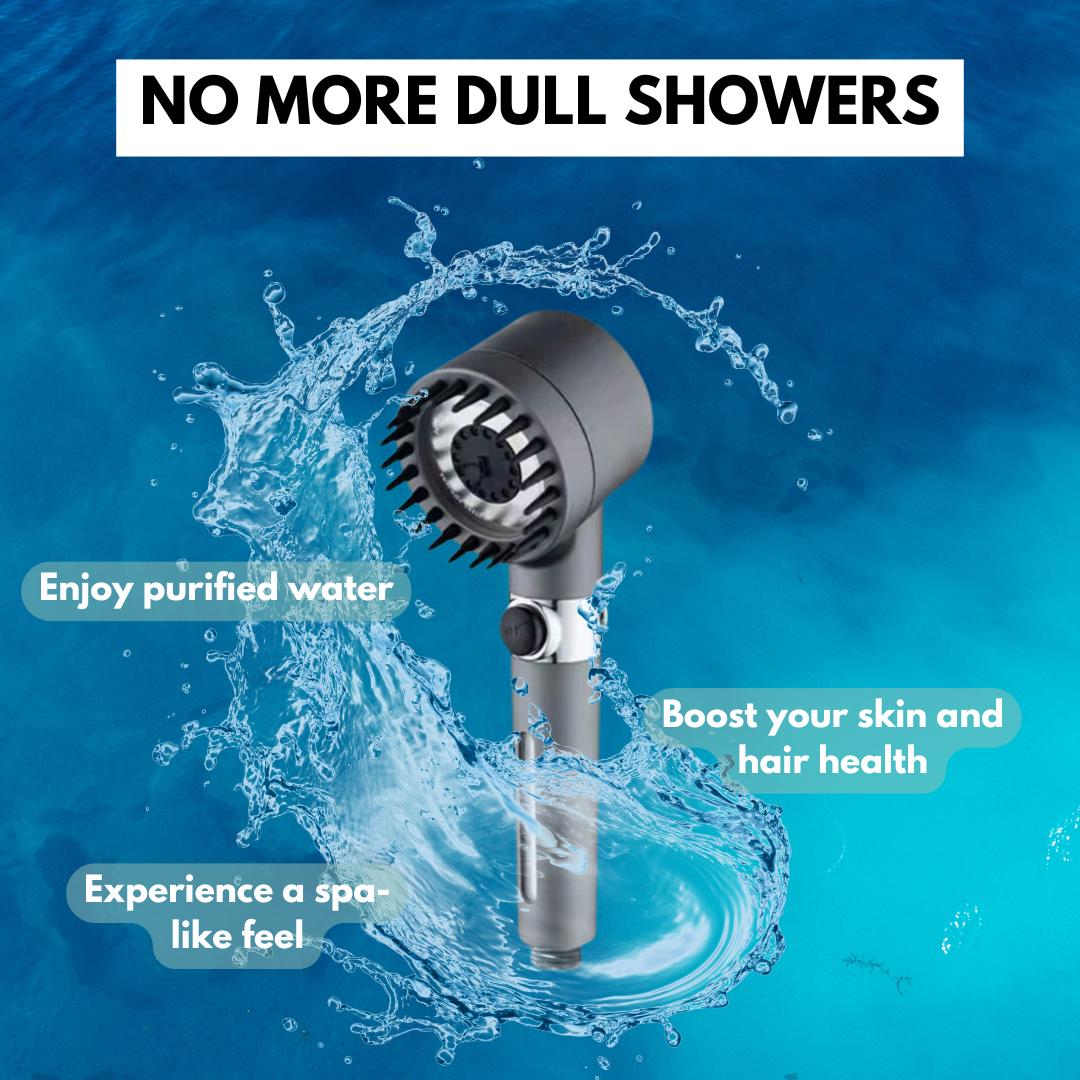 NO MORE DULL SHOWERS
Enjoy purified water
Boost your skin and
hair health
Experience a spa-
like feel